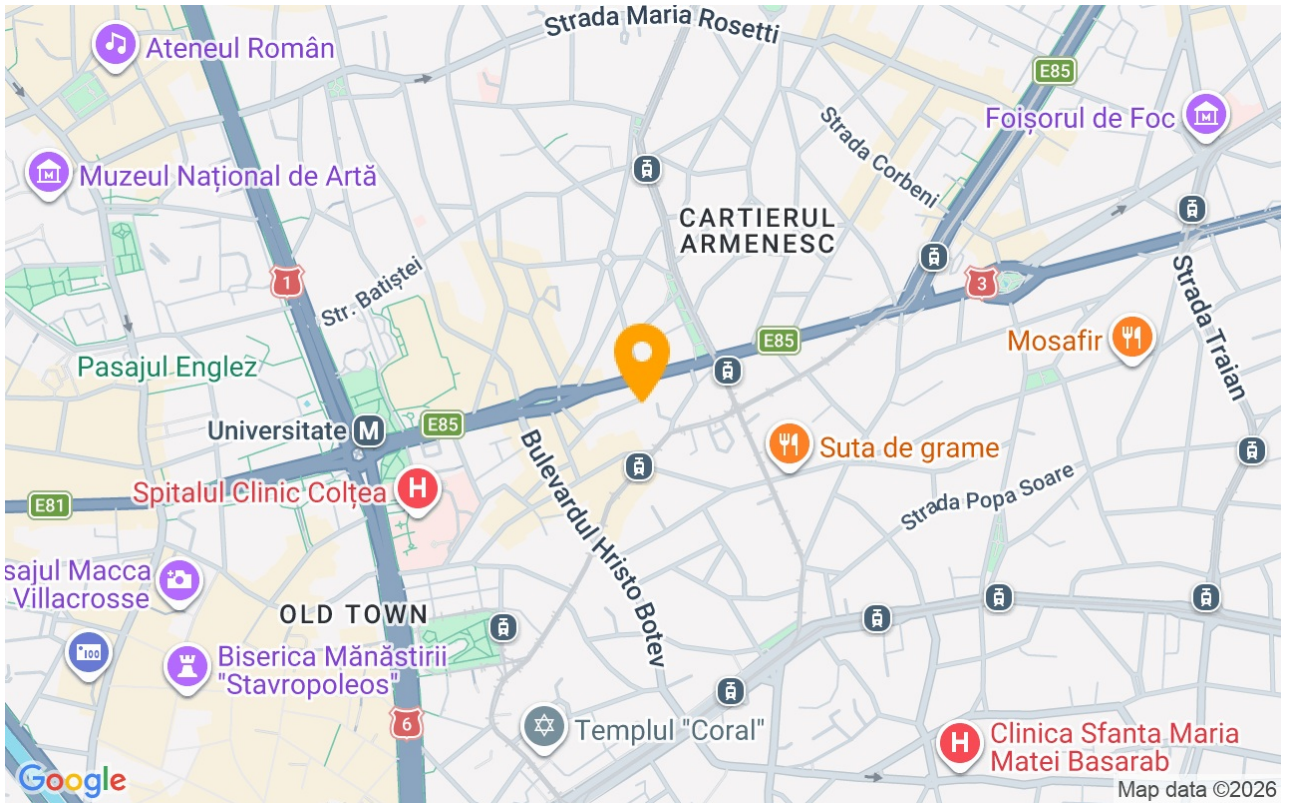 Strada Maria Rosetti
Ateneul Român
E85
Foișorul de Foc
Strada Corbeni
Muzeul Național de Artă
CARTIERUL
ARMENESC
Str. Batiștei
1
3
Strada Traian
E85
Mosafir
Pasajul Englez
Universitate M
E85
Bulevardul Hristo Botev
Suta de grame
Spitalul Clinic Colțea H
E81
Strada Popa Soare
sajul Macca
Villacrosse
OLD TOWN
100
Biserica Mănăstirii
"Stavropoleos"
6
Templul "Coral"
H Clinica Sfanta Maria
Matei Basarab
Google
Map data ©2026